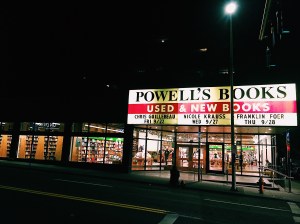 POWELL'S BOOKS
USED & NEW BOOKS
CHRIS GUILLEBEAU NICOLE KRAUSS FRANKLIN FOER
FRI 9/22 WED 9/27 THU 9/28